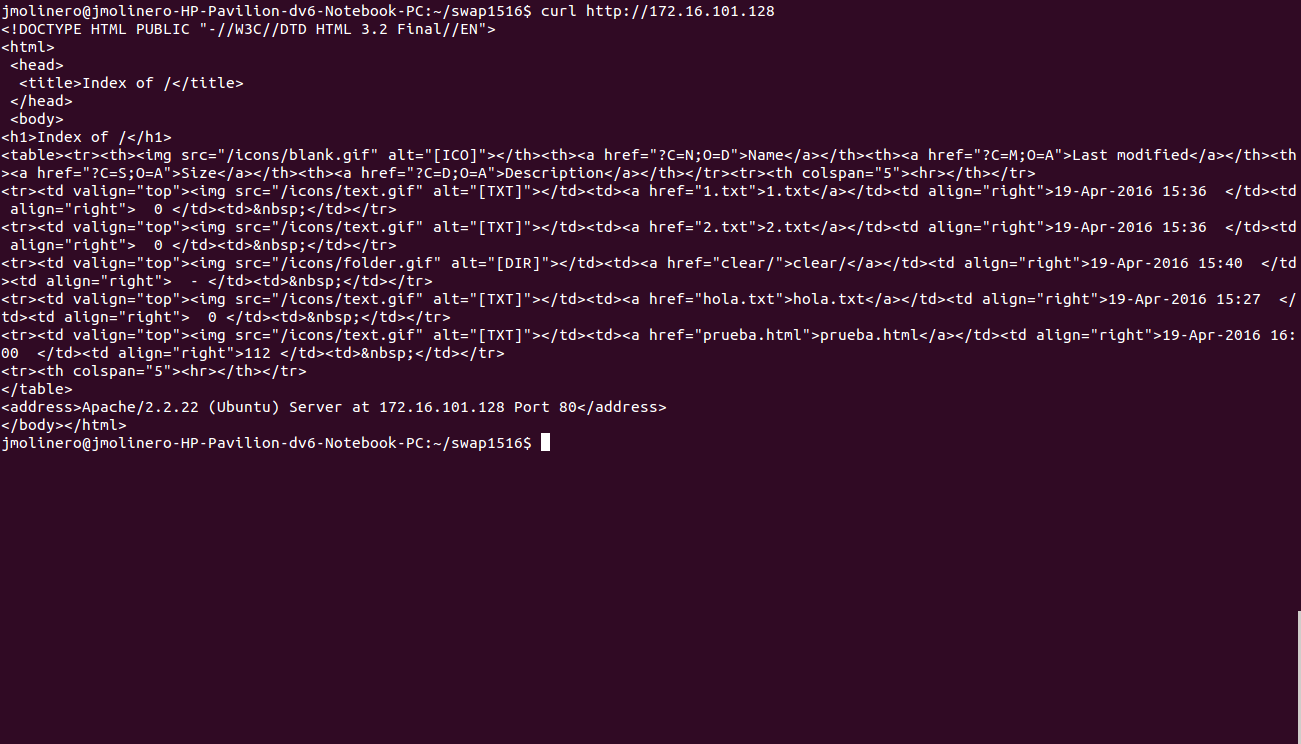 jmolinero@jmolinero-HP-Pavilion-dv6-Notebook-PC:~/swap1516$ curl http://172.16.101.128
<!DOCTYPE HTML PUBLIC "-//W3C//DTD HTML 3.2 Final//EN">
<html>
 <head>
  <title>Index of /</title>
 </head>
 <body>
<h1>Index of /</h1>
<table><tr><th><img src="/icons/blank.gif" alt="[ICO]"></th><th><a href="?C=N;O=D">Name</a></th><th><a href="?C=M;O=A">Last modified</a></th><th
><a href="?C=S;O=A">Size</a></th><th><a href="?C=D;O=A">Description</a></th></tr><tr><th colspan="5"><hr></th></tr>
<tr><td valign="top"><img src="/icons/text.gif" alt="[TXT]"></td><td><a href="1.txt">1.txt</a></td><td align="right">19-Apr-2016 15:36  </td><td
 align="right">  0 </td><td>&nbsp;</td></tr>
<tr><td valign="top"><img src="/icons/text.gif" alt="[TXT]"></td><td><a href="2.txt">2.txt</a></td><td align="right">19-Apr-2016 15:36  </td><td
 align="right">  0 </td><td>&nbsp;</td></tr>
<tr><td valign="top"><img src="/icons/folder.gif" alt="[DIR]"></td><td><a href="clear/">clear/</a></td><td align="right">19-Apr-2016 15:40  </td
><td align="right">  - </td><td>&nbsp;</td></tr>
<tr><td valign="top"><img src="/icons/text.gif" alt="[TXT]"></td><td><a href="hola.txt">hola.txt</a></td><td align="right">19-Apr-2016 15:27  </
td><td align="right">  0 </td><td>&nbsp;</td></tr>
<tr><td valign="top"><img src="/icons/text.gif" alt="[TXT]"></td><td><a href="prueba.html">prueba.html</a></td><td align="right">19-Apr-2016 16:
00  </td><td align="right">112 </td><td>&nbsp;</td></tr>
<tr><th colspan="5"><hr></th></tr>
</table>
<address>Apache/2.2.22 (Ubuntu) Server at 172.16.101.128 Port 80</address>
</body></html>
jmolinero@jmolinero-HP-Pavilion-dv6-Notebook-PC:~/swap1516$